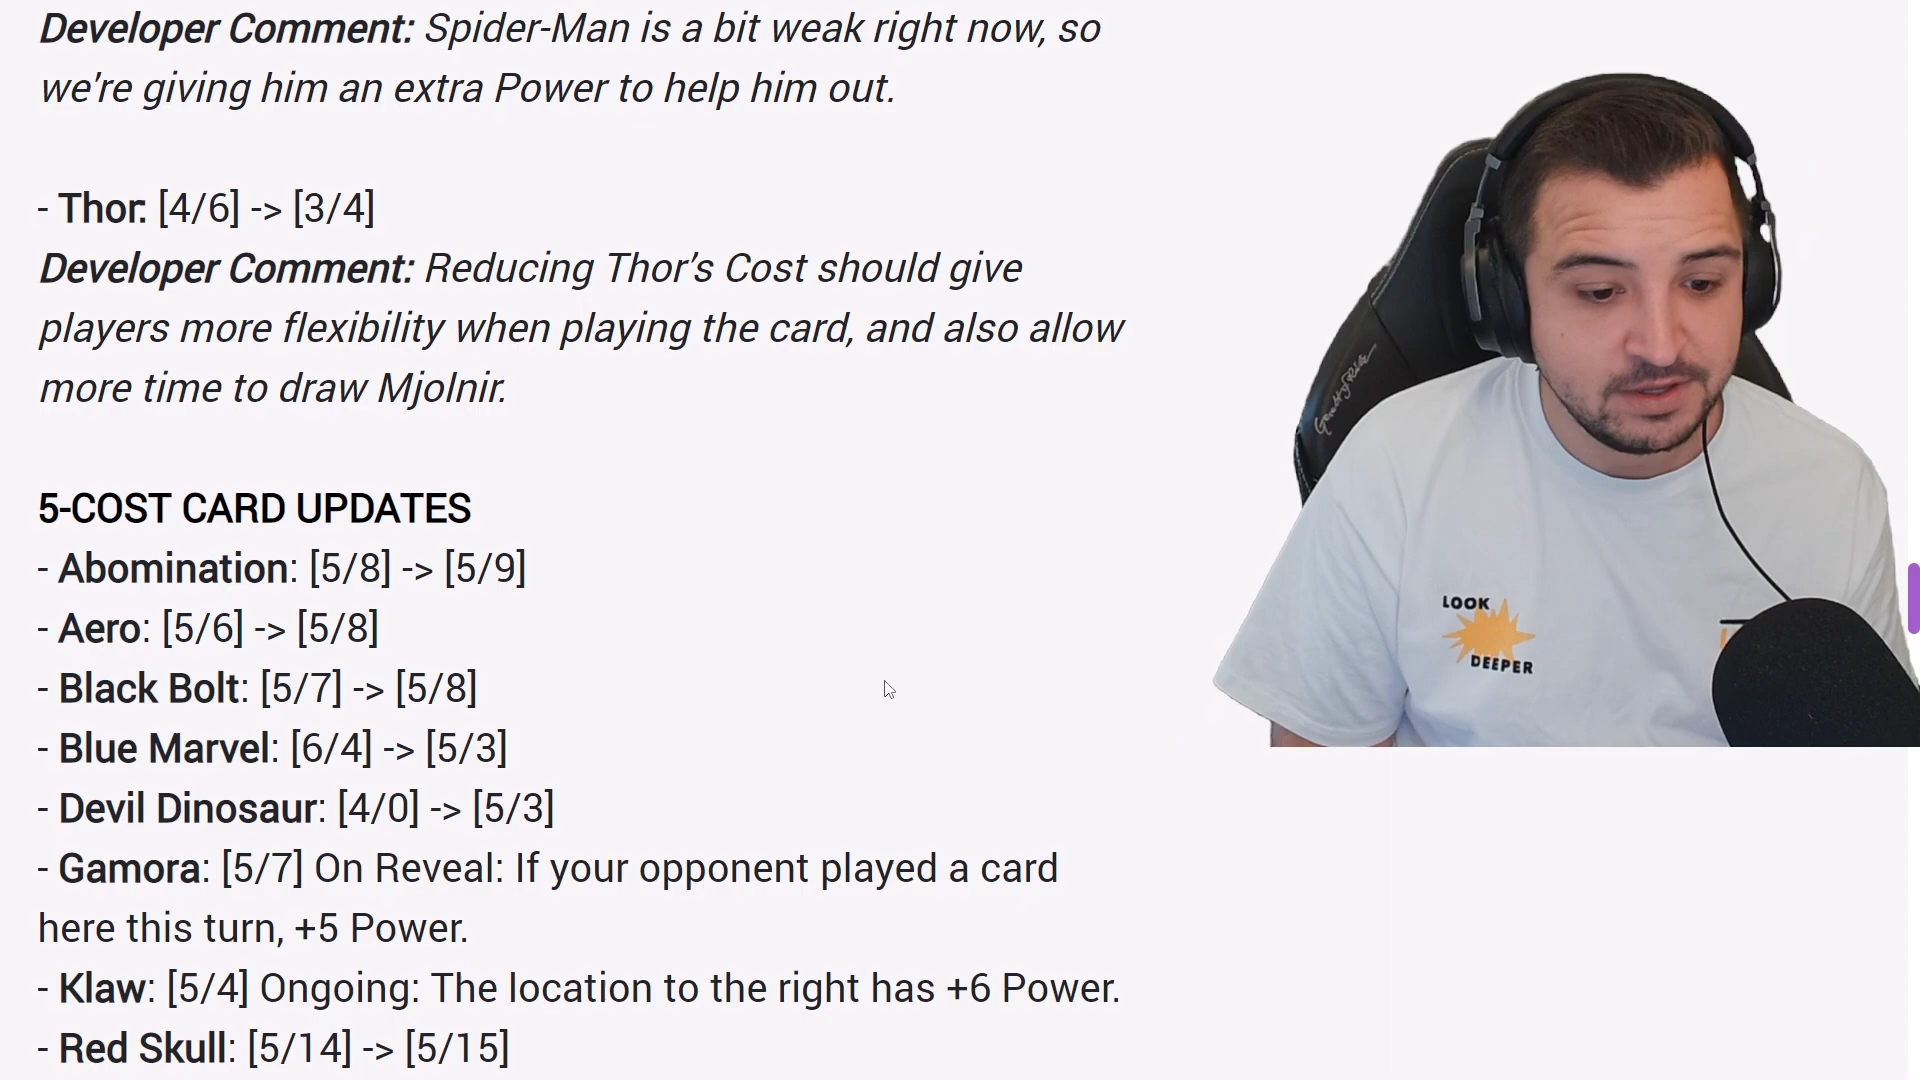 Developer Comment: Spider-Man is a bit weak right now, so
we're giving him an extra Power to help him out.
- Thor: [4/6] -> [3/4]
Developer Comment: Reducing Thor’s Cost should give
players more flexibility when playing the card, and also allow
more time to draw Mjolnir.
5-COST CARD UPDATES
- Abomination: [5/8] -> [5/9]
- Aero: [5/6] -> [5/8]
- Black Bolt: [5/7] -> [5/8]
- Blue Marvel: [6/4] -> [5/3]
- Devil Dinosaur: [4/0] -> [5/3]
- Gamora: [5/7] On Reveal: If your opponent played a card
here this turn, +5 Power.
- Klaw: [5/4] Ongoing: The location to the right has +6 Power.
- Red Skull: [5/14] -> [5/15]
LOOK
DEEPER